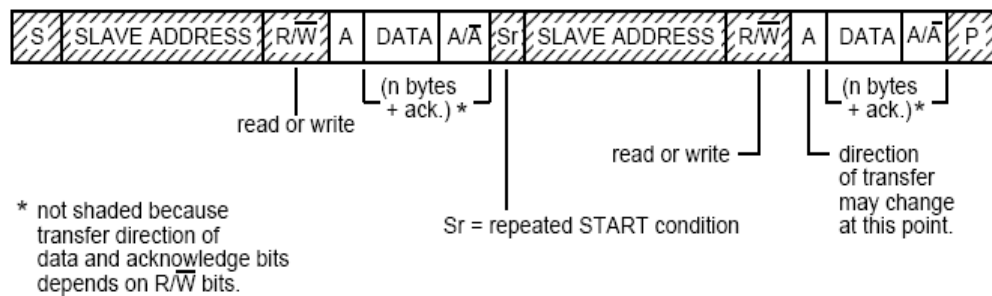 S SLAVE ADDRESS R/W̅ A DATA A/A̅ Sr SLAVE ADDRESS R/W̅ A DATA A/A̅ P
(n bytes
+ ack.) *
read or write
(n bytes
+ ack.) *
read or write
direction
of transfer
may change
at this point.
Sr = repeated START condition
* not shaded because
transfer direction of
data and acknowledge bits
depends on R/W̅ bits.